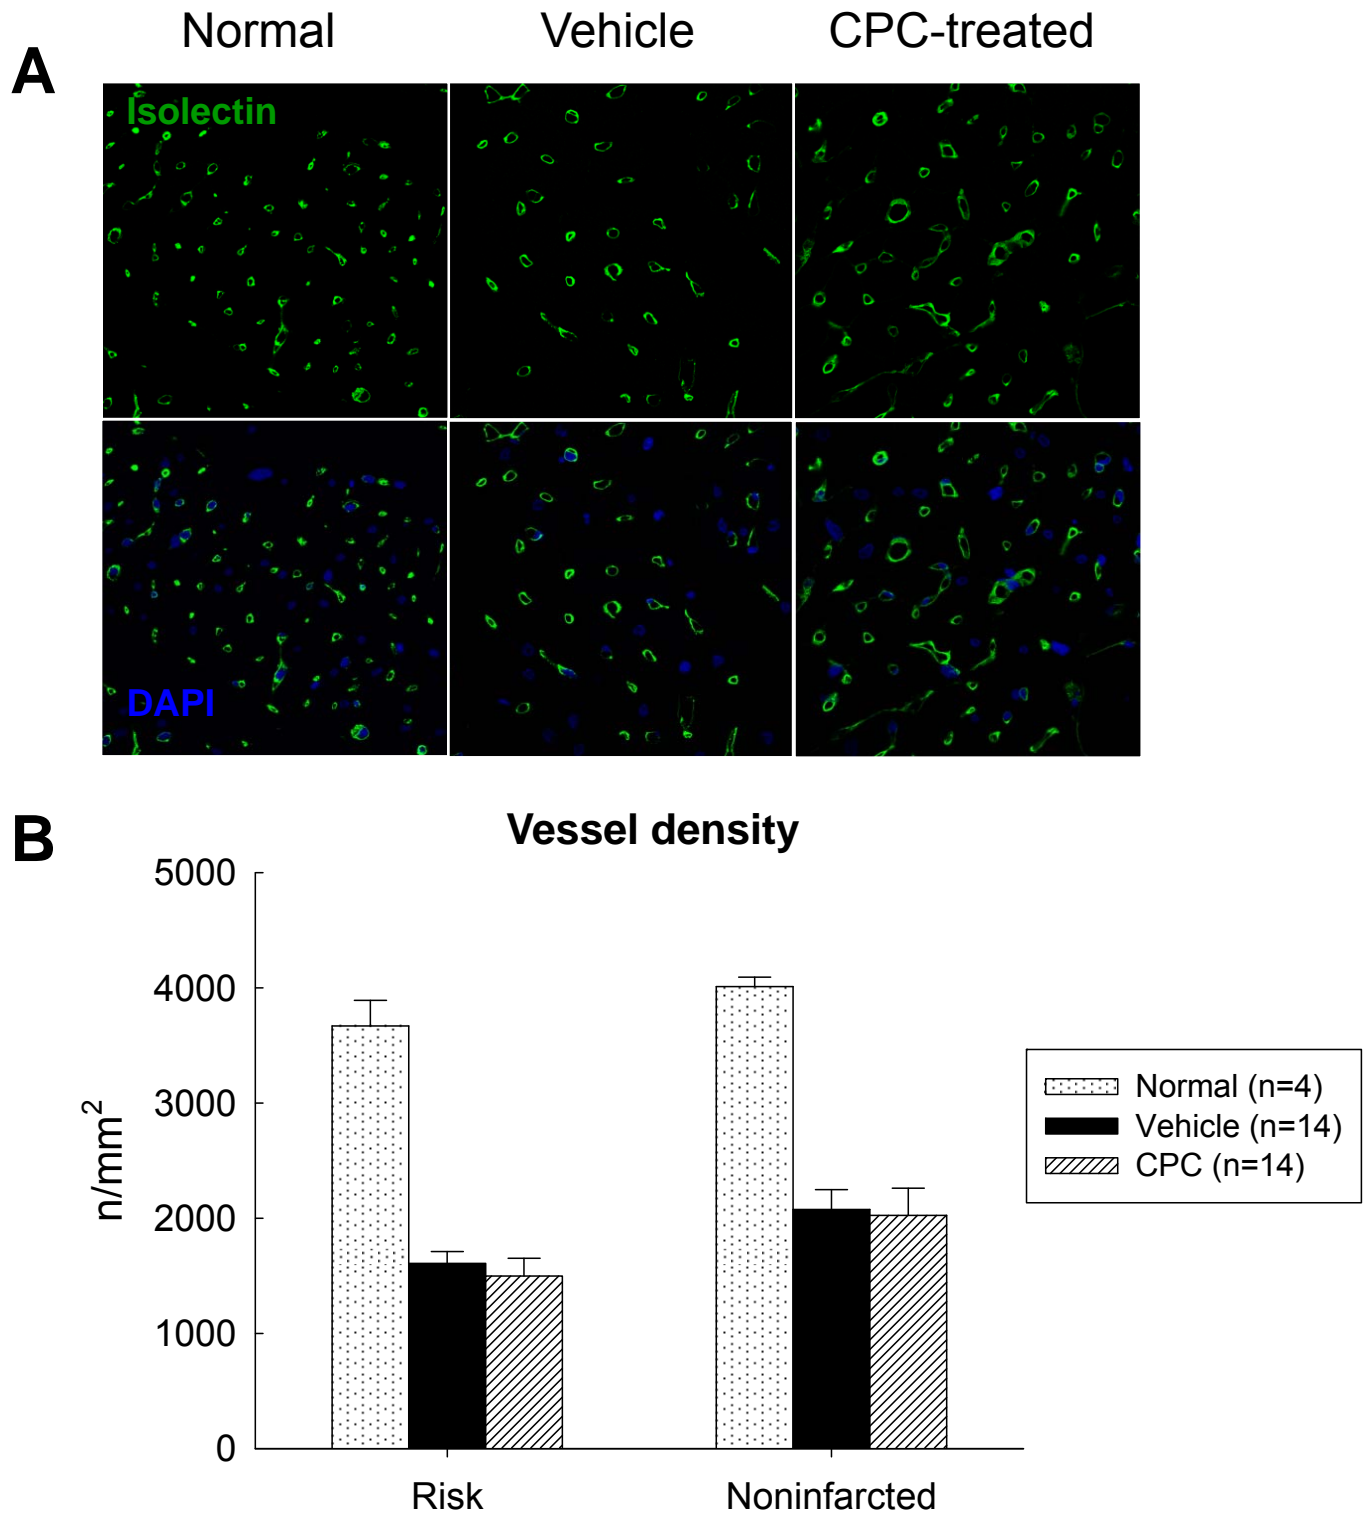 Normal Vehicle CPC-treated
A
Isolectin
DAPI
B
Vessel density
5000
4000
3000
2000
1000
0
n/mm²
Risk Noninfarcted
Normal (n=4)
Vehicle (n=14)
CPC (n=14)